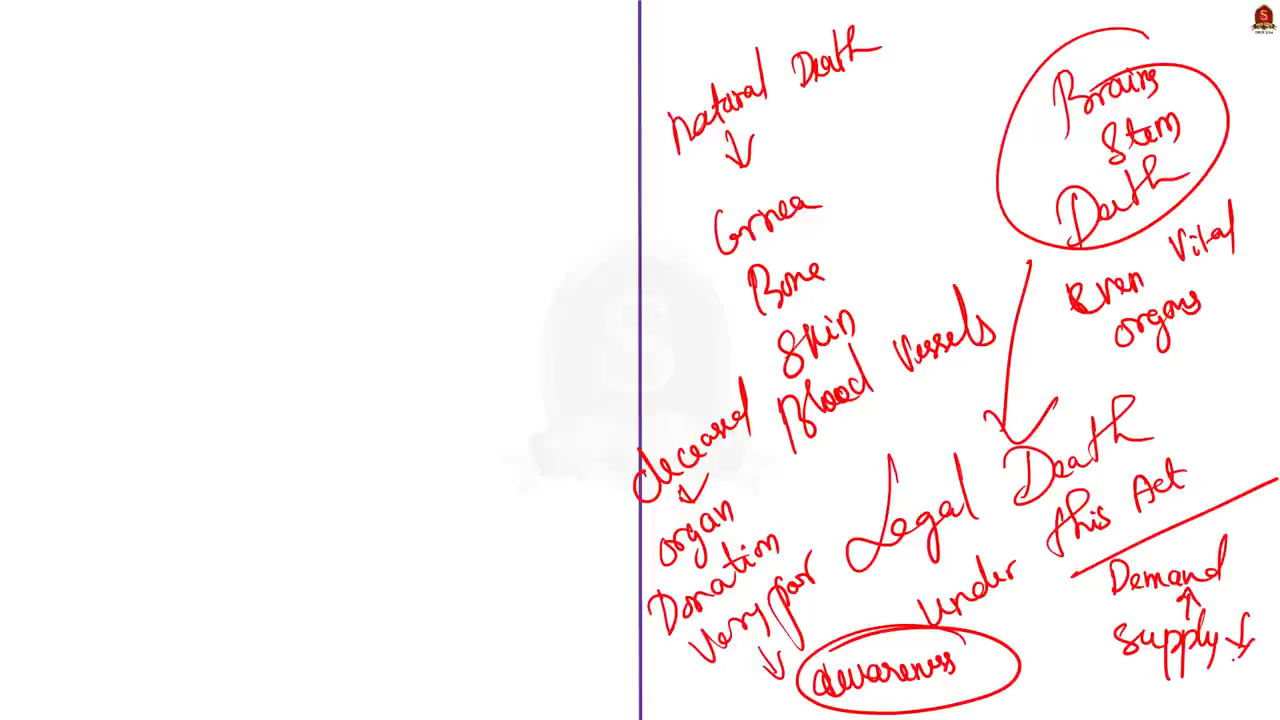 Natural Death
↓
Cornea
Bone
Skin
Blood Vessels
Brain
Stem
Death
Even Vital
organs
Legal Death
under this Act
deceased
↓
organ
Donation
Very poor
↓
awareness
Demand ↑
Supply ↓
S